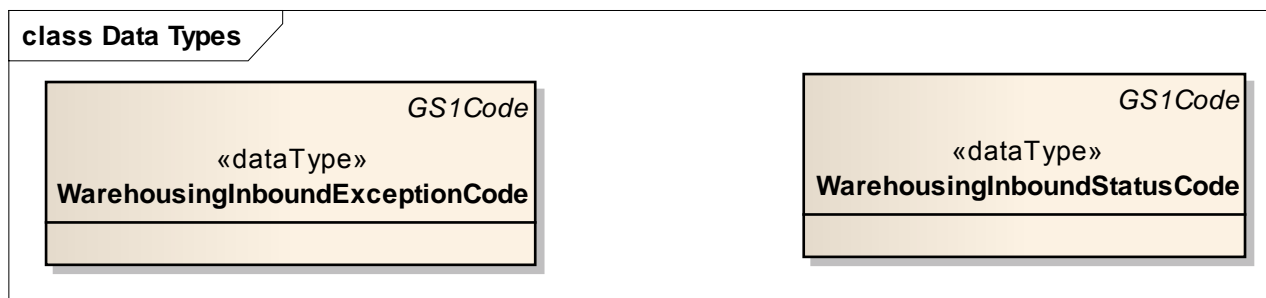 class Data Types
GS1Code
«dataType»
WarehousingInboundExceptionCode
GS1Code
«dataType»
WarehousingInboundStatusCode